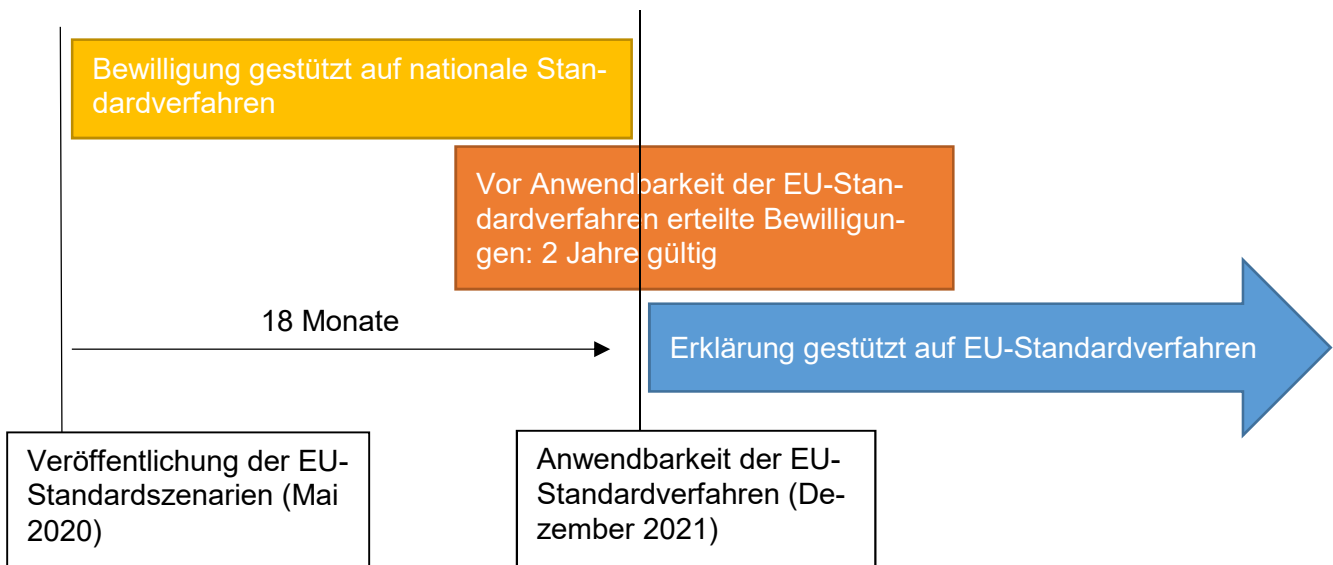 Bewilligung gestützt auf nationale Stan-
dardverfahren
Vor Anwendbarkeit der EU-Stan-
dardverfahren erteilte Bewilligun-
gen: 2 Jahre gültig
18 Monate
Erklärung gestützt auf EU-Standardverfahren
Veröffentlichung der EU-
Standardszenarien (Mai
2020)
Anwendbarkeit der EU-
Standardverfahren (De-
zember 2021)